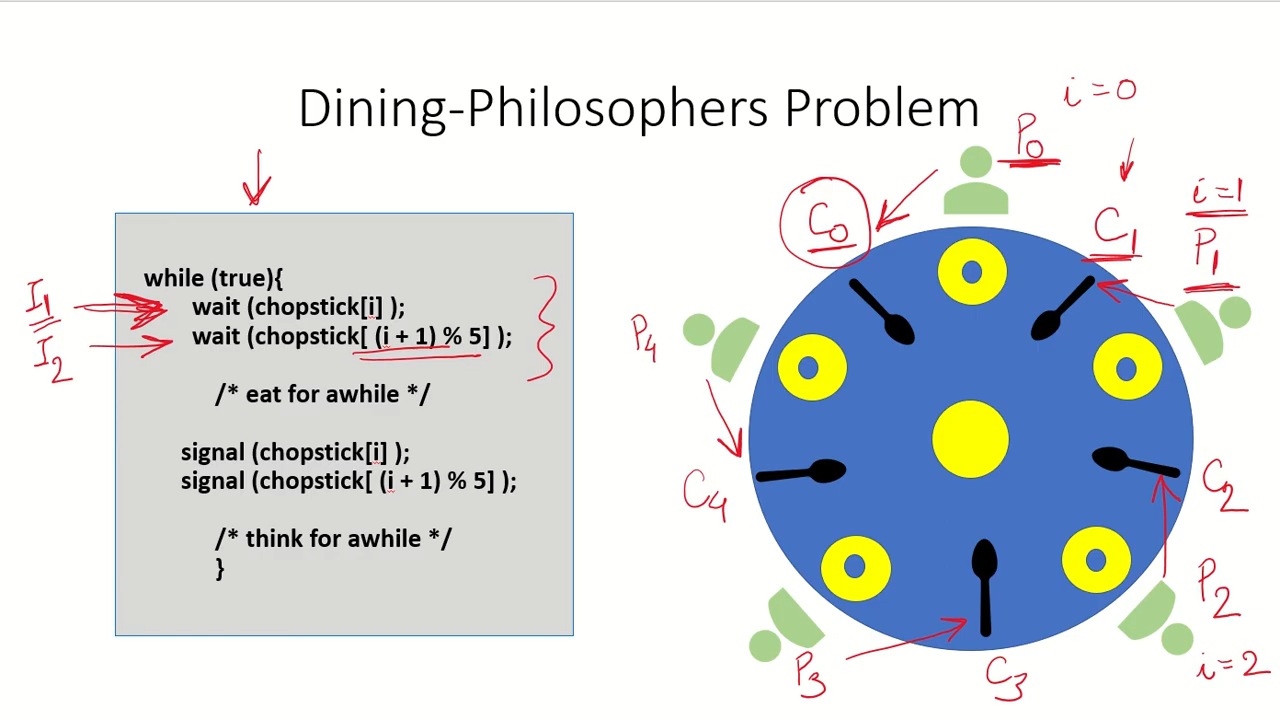 Dining-Philosophers Problem
while (true){
wait (chopstick[i] );
wait (chopstick[ (i + 1) % 5] );
/* eat for awhile */
signal (chopstick[i] );
signal (chopstick[ (i + 1) % 5] );
/* think for awhile */
}
I1
I2
i = 0
P0
C0
C1
i = 1
P1
P4
C4
C2
P2
i = 2
P3
C3